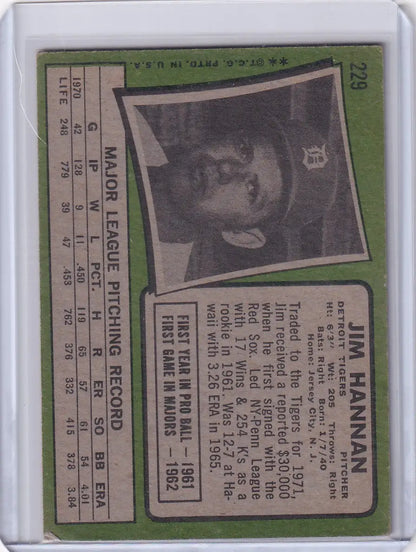 229
**©T.C.G. PRTD. IN U.S.A.
JIM HANNAN
DETROIT TIGERS PITCHER
Ht: 6/3" Wt: 205 Throws: Right
Bats: Right Born: 1/7/40
Home: Jersey City, N. J.
Traded to the Tigers for 1971,
Jim received a reported $30,000
when he first signed with the
Red Sox. Led NY-Penn League
with 17 Wins & 254 K's as a
rookie in 1961. Was 12-7 at Ha-
waii with 3.26 ERA in 1965.
FIRST YEAR IN PRO BALL — 1961
FIRST GAME IN MAJORS — 1962
MAJOR LEAGUE PITCHING RECORD
G IP W L PCT. H R ER SO BB ERA
1970 42 128 9 11 .450 119 65 57 61 54 4.01
LIFE 248 779 39 47 .453 762 376 332 415 378 3.84